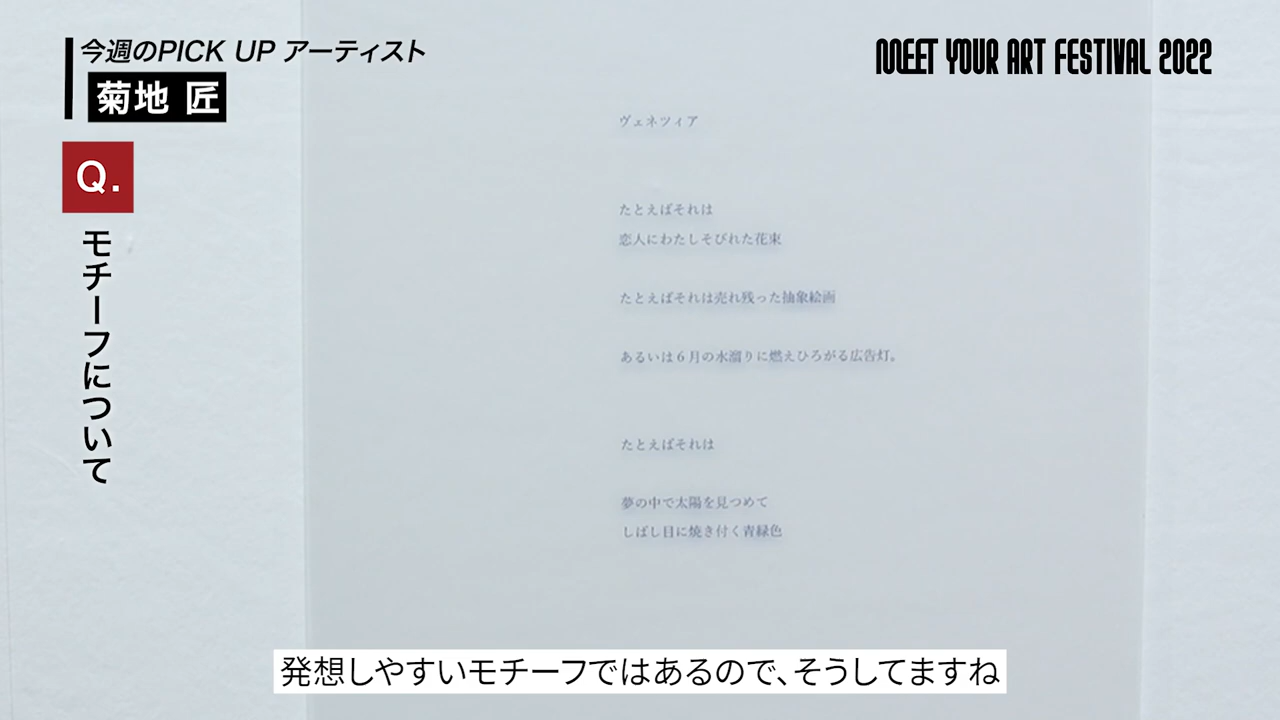 今週のPICK UP アーティスト
菊地 匠
MEET YOUR ART FESTIVAL 2022
Q.
モチーフについて
ヴェネツィア
たとえばそれは
恋人にわたしそびれた花束
たとえばそれは売れ残った抽象絵画
あるいは６月の水溜りに燃えひろがる広告灯。
たとえばそれは
夢の中で太陽を見つめて
しばし目に焼き付く青緑色
発想しやすいモチーフではあるので、そうしてますね